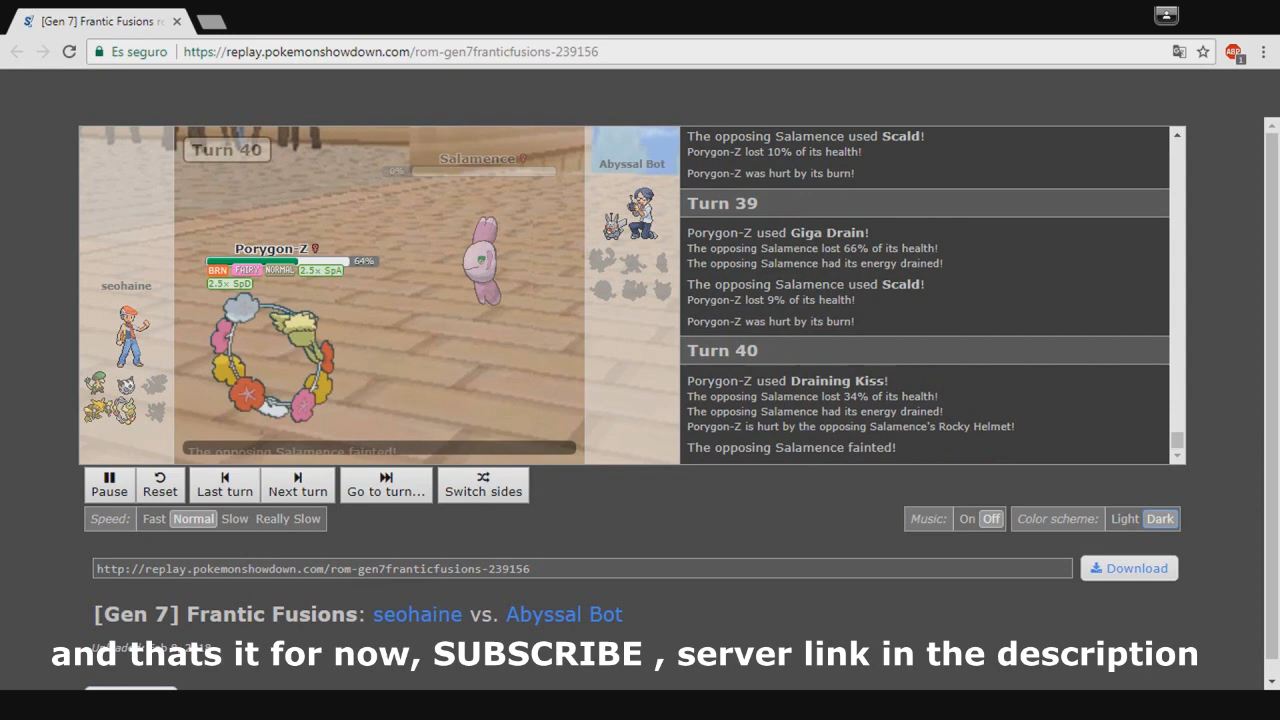 [Gen 7] Frantic Fusions re
Es seguro
https://replay.pokemonshowdown.com/rom-gen7franticfusions-239156
ABP
1
Turn 40
Salamence
0%
Porygon-Z
64%
BRN FAIRY NORMAL 2.5× SpA
2.5× SpD
seohaine
The opposing Salamence fainted!
Abyssal Bot
The opposing Salamence used Scald!
Porygon-Z lost 10% of its health!
Porygon-Z was hurt by its burn!
Turn 39
Porygon-Z used Giga Drain!
The opposing Salamence lost 66% of its health!
The opposing Salamence had its energy drained!
The opposing Salamence used Scald!
Porygon-Z lost 9% of its health!
Porygon-Z was hurt by its burn!
Turn 40
Porygon-Z used Draining Kiss!
The opposing Salamence lost 34% of its health!
The opposing Salamence had its energy drained!
Porygon-Z is hurt by the opposing Salamence's Rocky Helmet!
The opposing Salamence fainted!
Pause Reset Last turn Next turn Go to turn... Switch sides
Speed: Fast Normal Slow Really Slow
Music: On Off Color scheme: Light Dark
http://replay.pokemonshowdown.com/rom-gen7franticfusions-239156
Download
[Gen 7] Frantic Fusions: seohaine vs. Abyssal Bot
and thats it for now, SUBSCRIBE , server link in the description